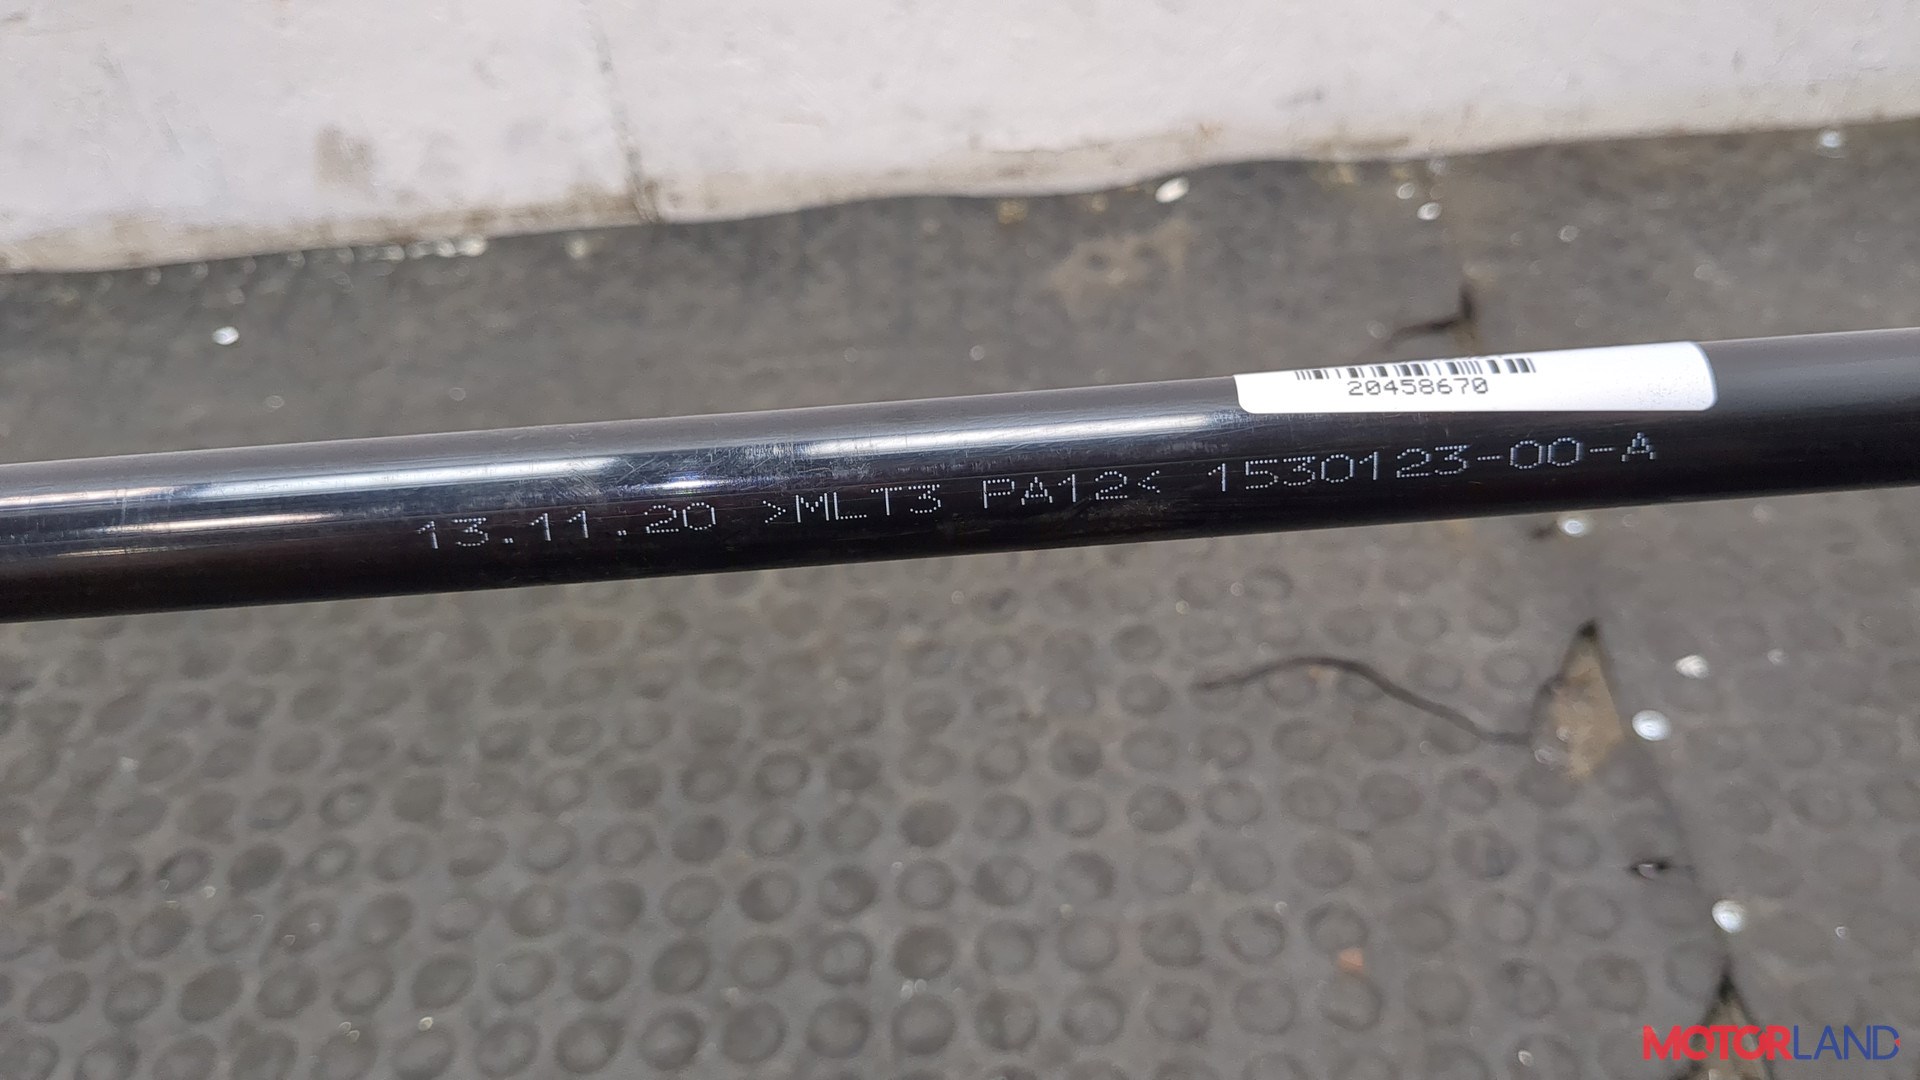 20458670
13.11.20 >MLT3 PA12< 1530123-00-A
MOTORLAND